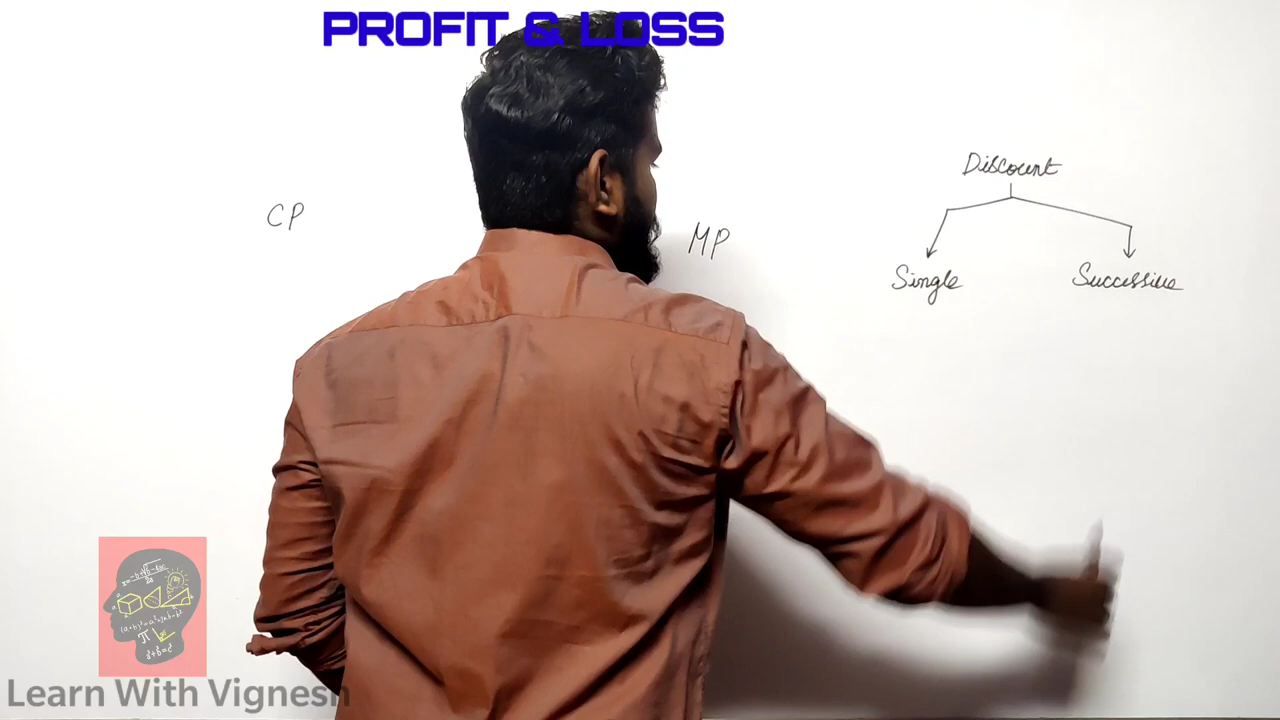 PROFIT & LOSS
Discount
CP
MP
Single
Successive
Learn With Vignesh